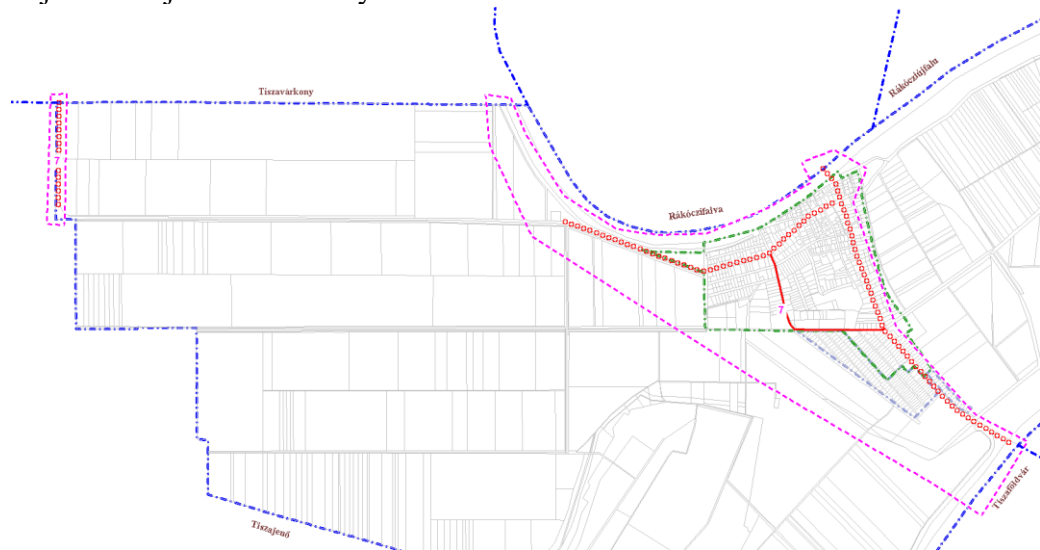 Tiszavárkony
Rákócziújfalu
7
Rákóczifalva
7
Tiszaföldvár
Tiszajenő